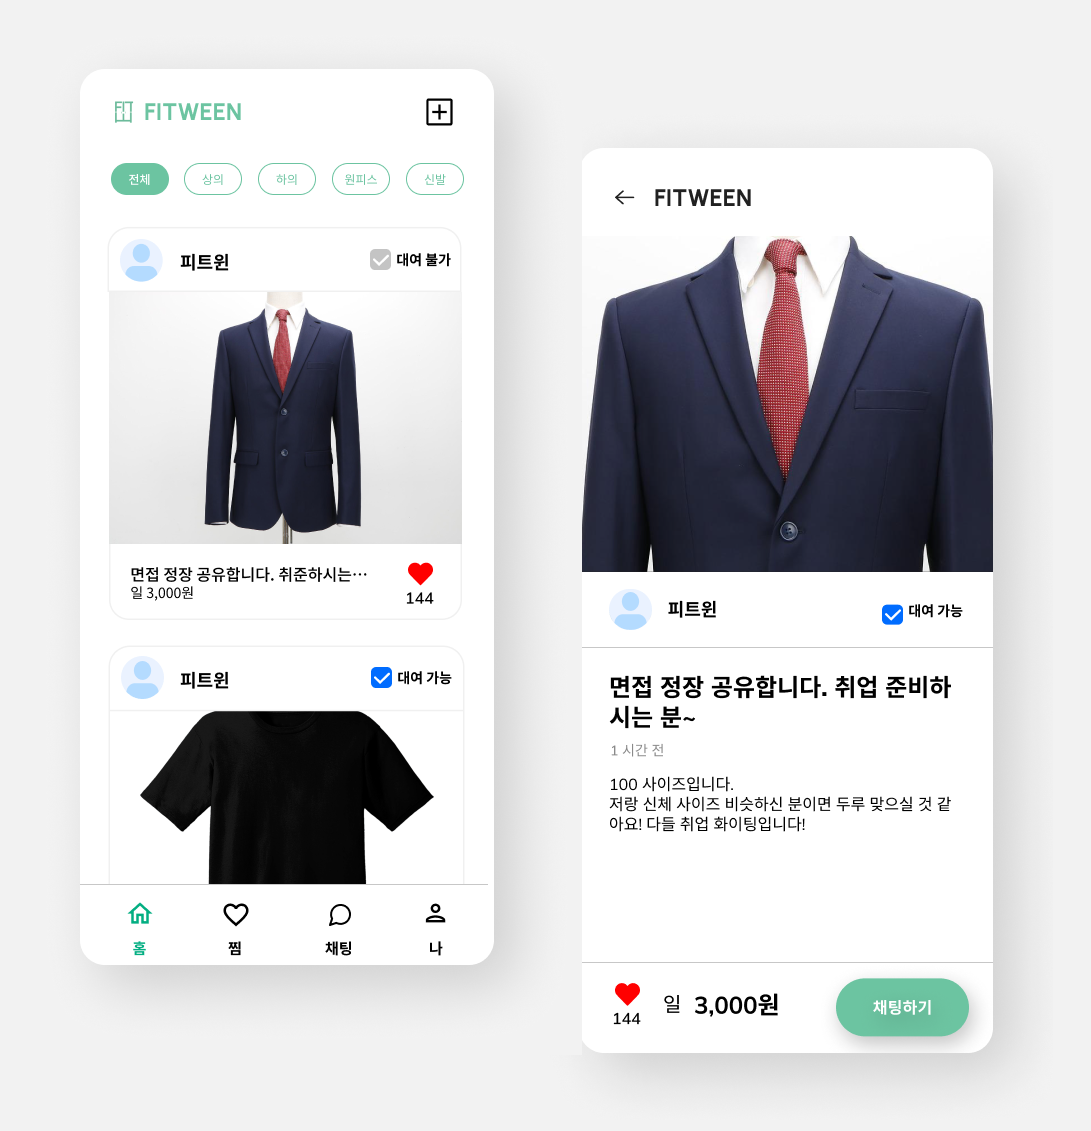 FITWEEN
전체
상의
하의
원피스
신발
피트윈
대여 불가
면접 정장 공유합니다. 취준하시는…
일 3,000원
144
피트윈
대여 가능
홈
찜
채팅
나
FITWEEN
피트윈
대여 가능
면접 정장 공유합니다. 취업 준비하
시는 분~
1 시간 전
100 사이즈입니다.
저랑 신체 사이즈 비슷하신 분이면 두루 맞으실 것 같
아요! 다들 취업 화이팅입니다!
144
일 3,000원
채팅하기